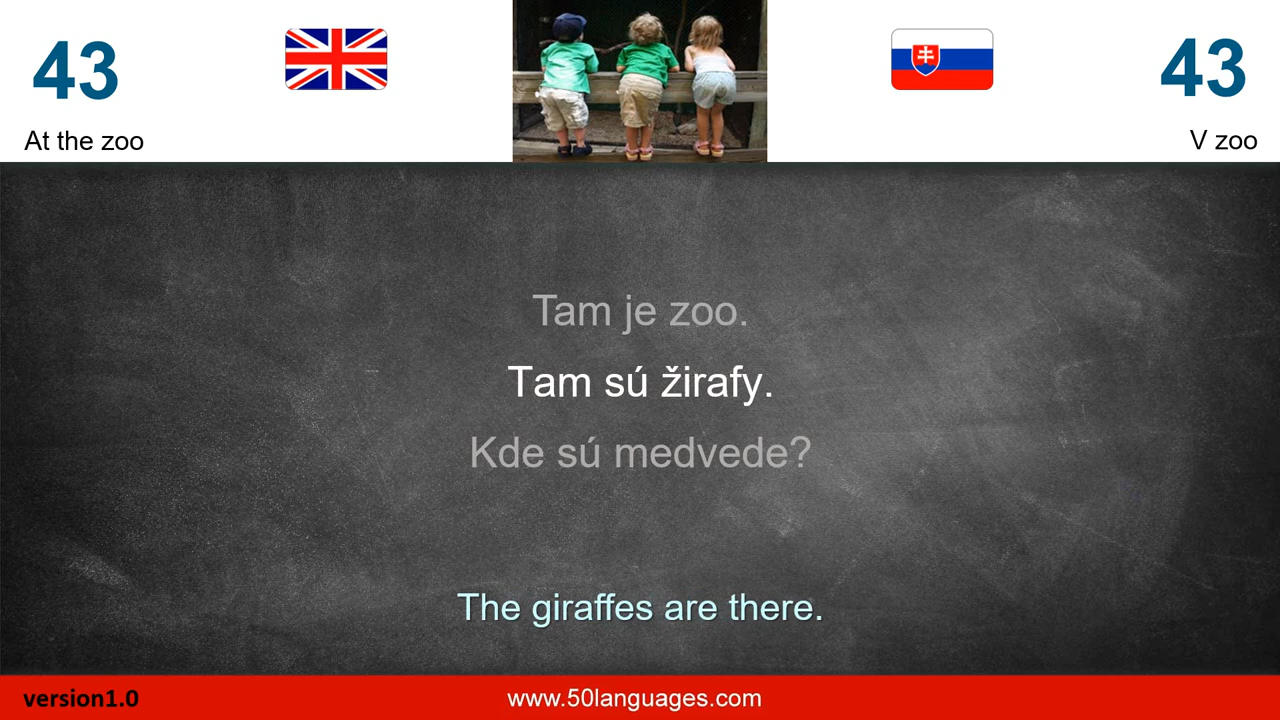 43
43
At the zoo
V zoo
Tam je zoo.
Tam sú žirafy.
Kde sú medvede?
The giraffes are there.
version1.0
www.50languages.com